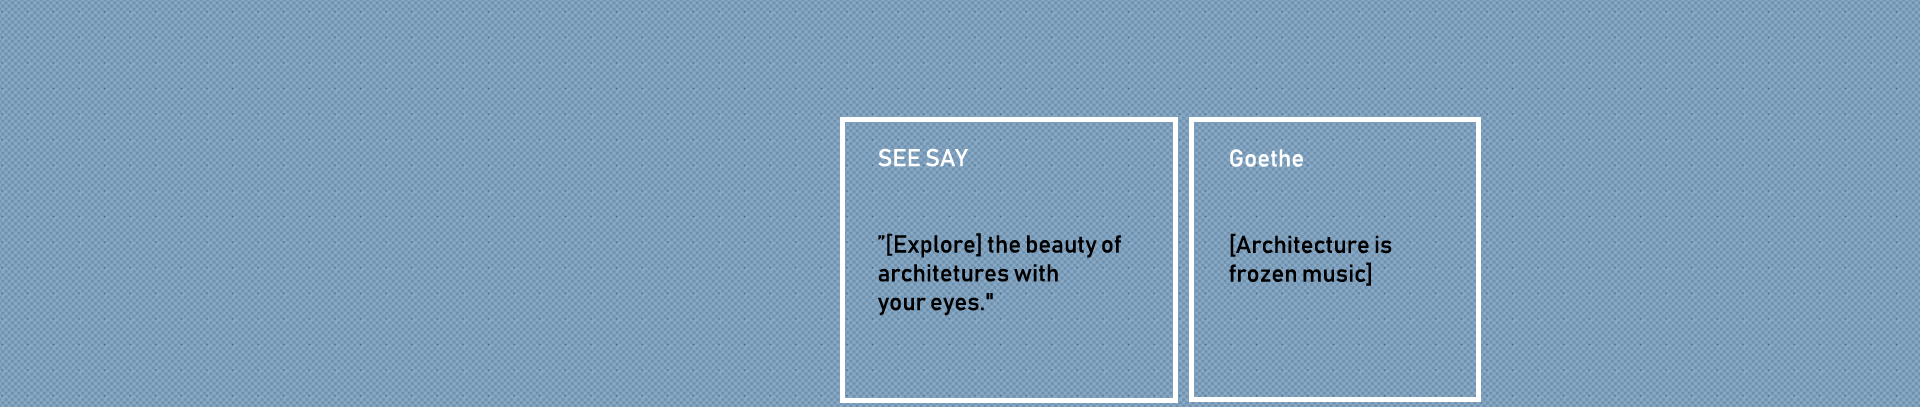 SEE SAY
”[Explore] the beauty of
architetures with
your eyes."
Goethe
[Architecture is
frozen music]